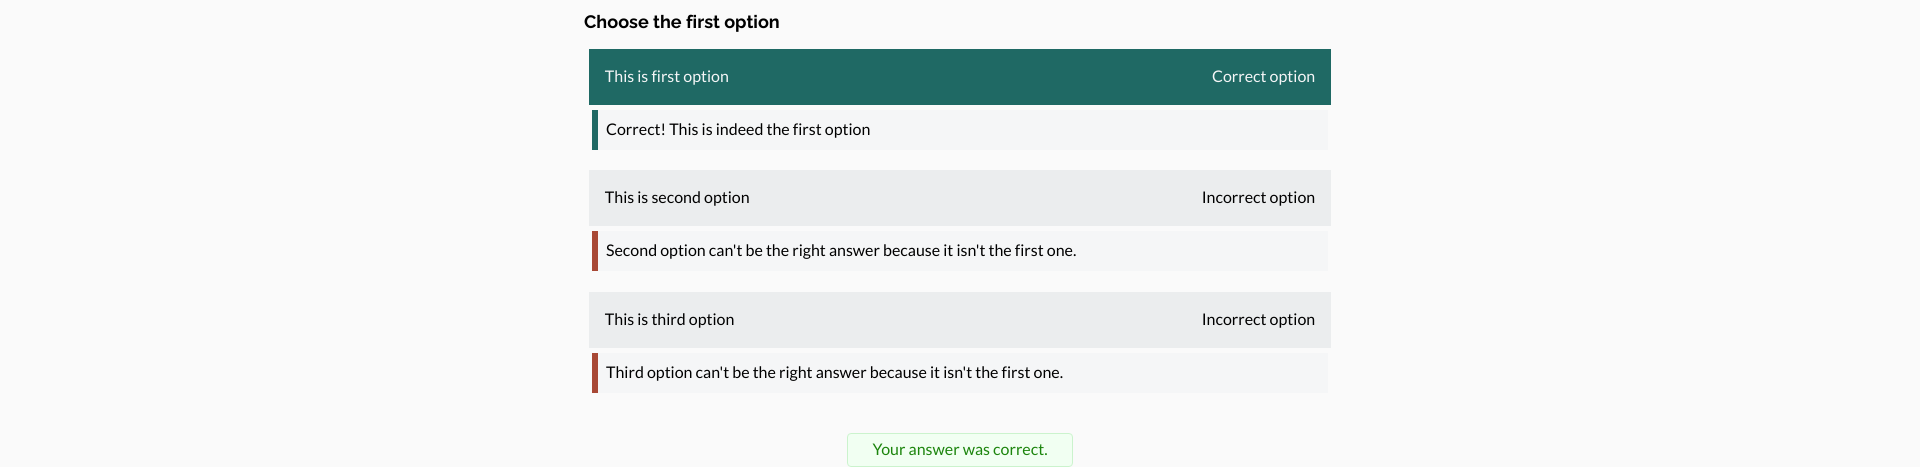 Choose the first option
This is first option Correct option
Correct! This is indeed the first option
This is second option Incorrect option
Second option can't be the right answer because it isn't the first one.
This is third option Incorrect option
Third option can't be the right answer because it isn't the first one.
Your answer was correct.